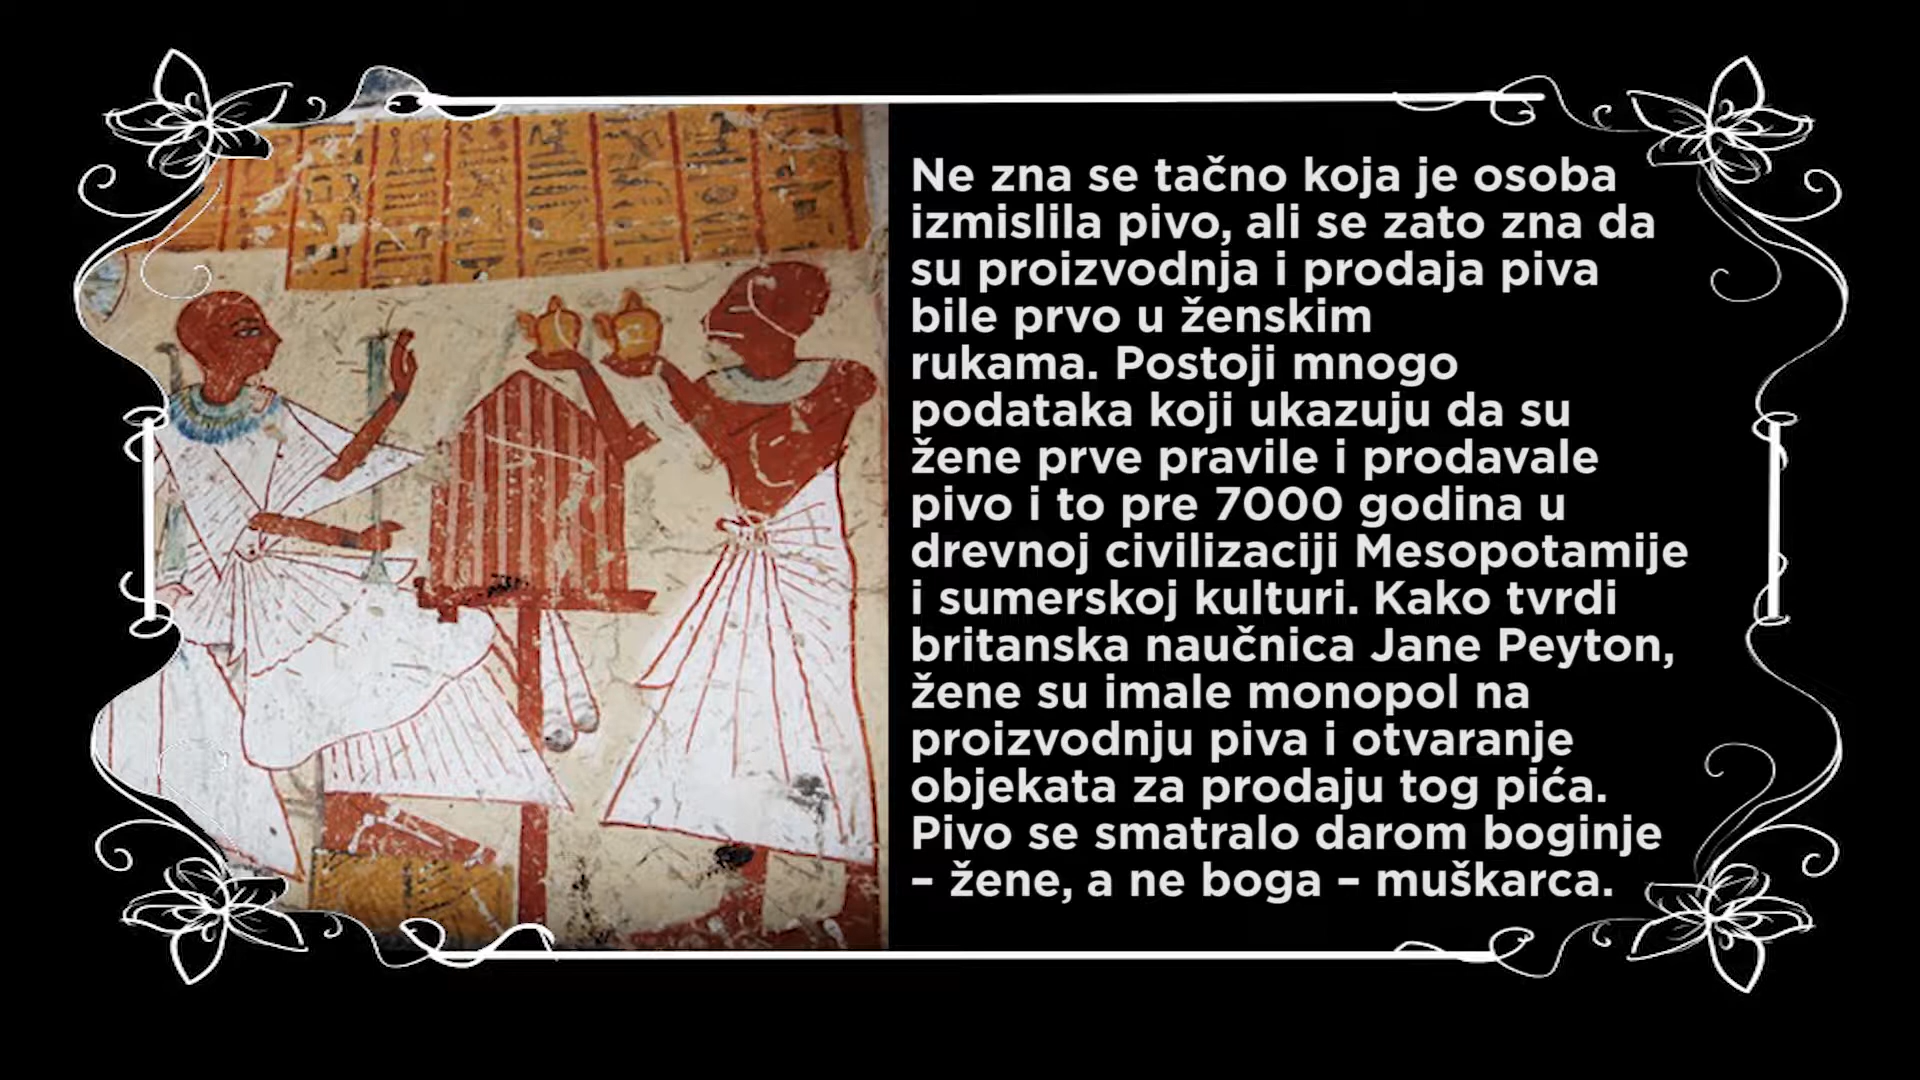 Ne zna se tačno koja je osoba
izmislila pivo, ali se zato zna da
su proizvodnja i prodaja piva
bile prvo u ženskim
rukama. Postoji mnogo
podataka koji ukazuju da su
žene prve pravile i prodavale
pivo i to pre 7000 godina u
drevnoj civilizaciji Mesopotamije
i sumerskoj kulturi. Kako tvrdi
britanska naučnica Jane Peyton,
žene su imale monopol na
proizvodnju piva i otvaranje
objekata za prodaju tog pića.
Pivo se smatralo darom boginje
– žene, a ne boga – muškarca.